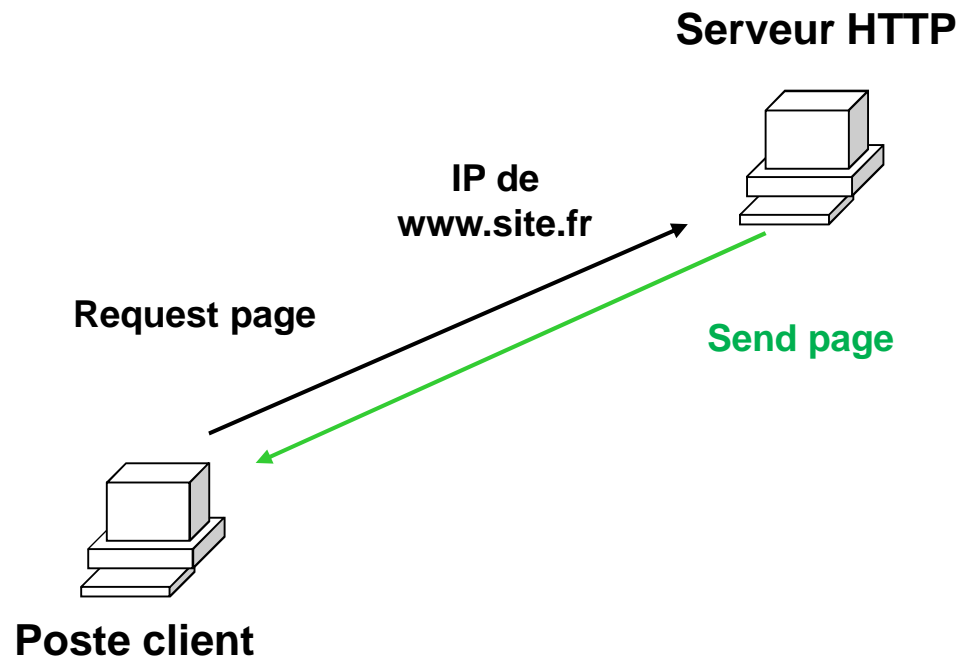 Serveur HTTP
IP de
www.site.fr
Request page
Send page
Poste client